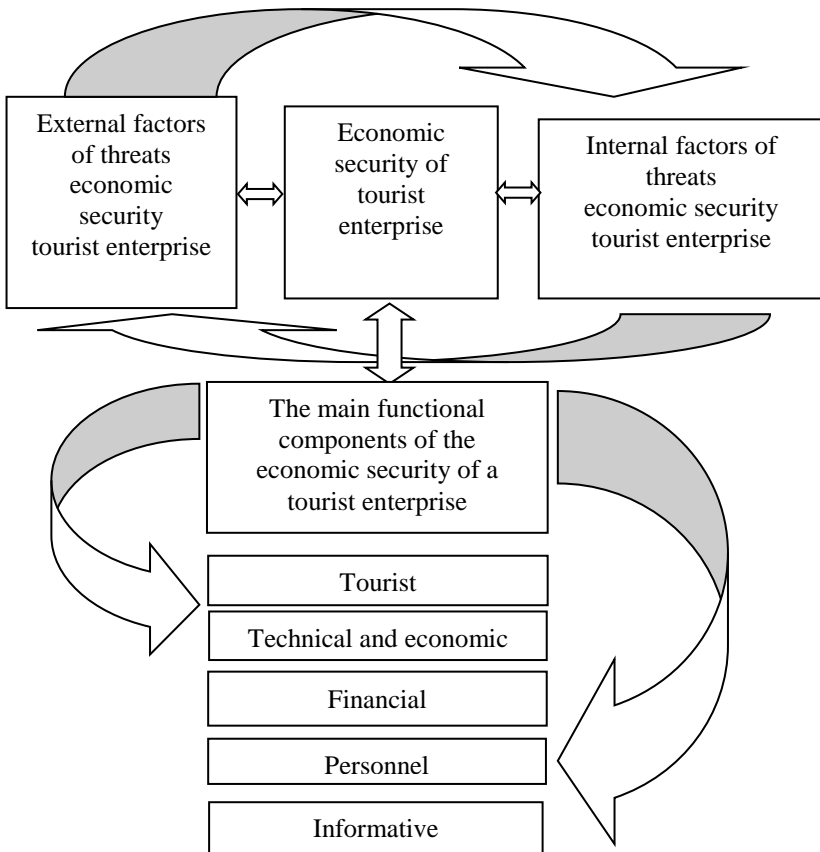 External factors
of threats
economic
security
tourist enterprise
Economic
security of
tourist
enterprise
Internal factors of
threats
economic security
tourist enterprise
The main functional
components of the
economic security of a
tourist enterprise
Tourist
Technical and economic
Financial
Personnel
Informative